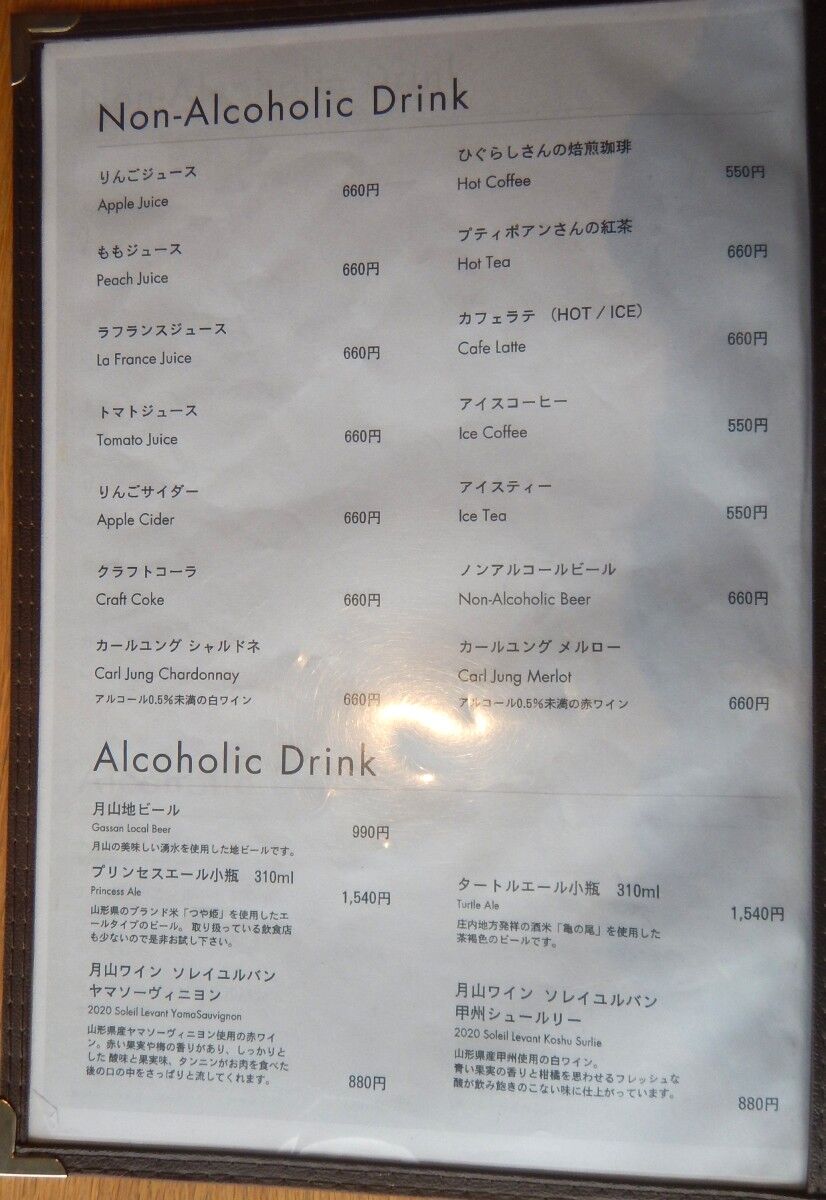 Non-Alcoholic Drink
りんごジュース
Apple Juice
660円
ももジュース
Peach Juice
660円
ラフランスジュース
La France Juice
660円
トマトジュース
Tomato Juice
660円
りんごサイダー
Apple Cider
660円
クラフトコーラ
Craft Coke
660円
カールユング シャルドネ
Carl Jung Chardonnay
アルコール0.5%未満の白ワイン
660円
ひぐらしさんの焙煎珈琲
Hot Coffee
550円
プティポアンさんの紅茶
Hot Tea
660円
カフェラテ （HOT / ICE）
Cafe Latte
660円
アイスコーヒー
Ice Coffee
550円
アイスティー
Ice Tea
550円
ノンアルコールビール
Non-Alcoholic Beer
660円
カールユング メルロー
Carl Jung Merlot
アルコール0.5%未満の赤ワイン
660円
Alcoholic Drink
月山地ビール
Gassan Local Beer
990円
月山の美味しい湧水を使用した地ビールです。
プリンセスエール小瓶 310ml
Princess Ale
1,540円
山形県のブランド米「つや姫」を使用したエ
ールタイプのビール。 取り扱っている飲食店
も少ないので是非お試し下さい。
月山ワイン ソレイユルバン
ヤマソーヴィニヨン
2020 Soleil Levant YamaSauvignon
山形県産ヤマソーヴィニヨン使用の赤ワイ
ン。赤い果実や梅の香りがあり、しっかりと
した 酸味と果実味、タンニンがお肉を食べた
後の口の中をさっぱりと流してくれます。
880円
タートルエール小瓶 310ml
Turtle Ale
1,540円
庄内地方発祥の酒米「亀の尾」を使用した
茶褐色のビールです。
月山ワイン ソレイユルバン
甲州シュールリー
2020 Soleil Levant Koshu Surlie
山形県産甲州使用の白ワイン。
青い果実の香りと柑橘を思わせるフレッシュな
酸が飲み飽きのこない味に仕上がっています。
880円